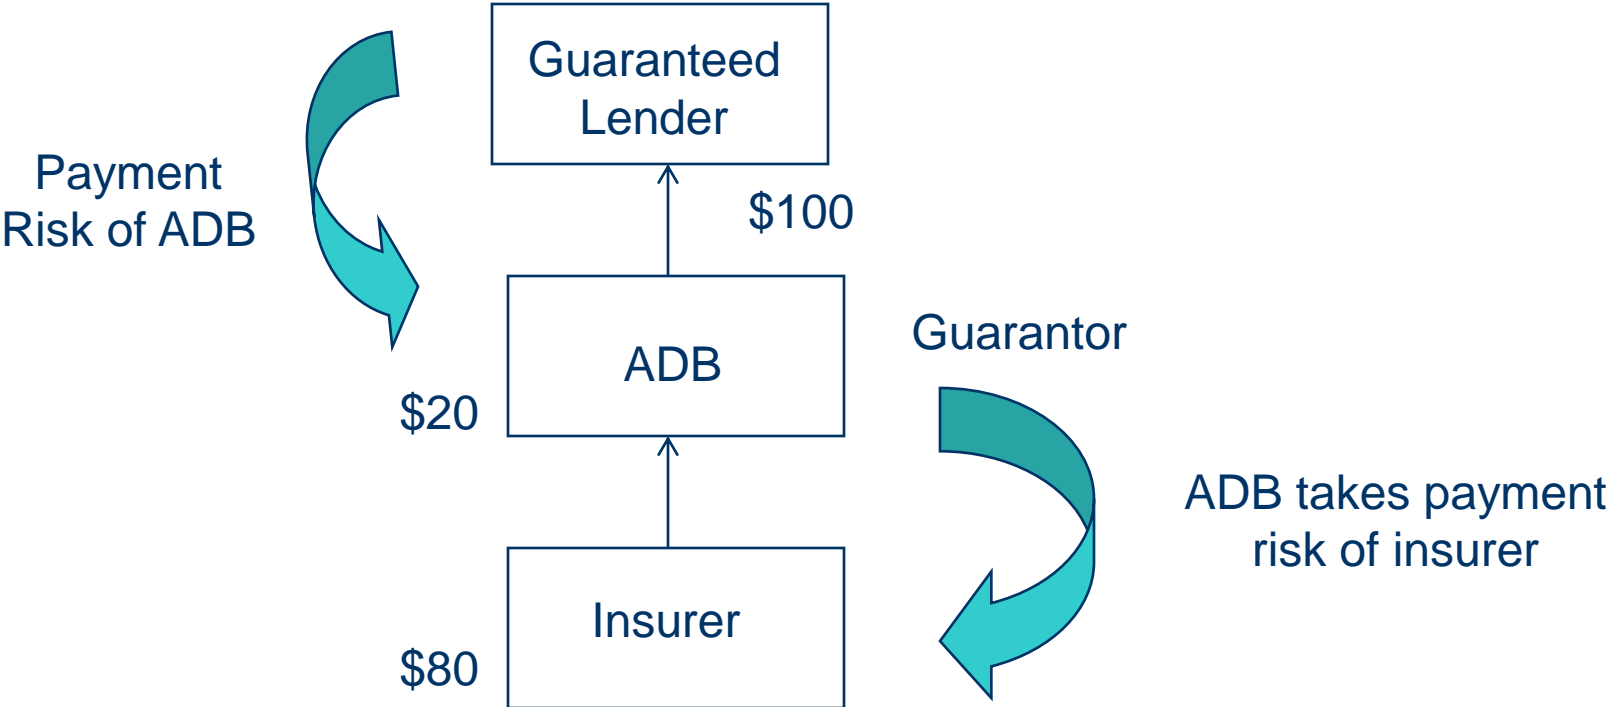 Guaranteed
Lender
Payment
Risk of ADB
$100
Guarantor
ADB
$20
ADB takes payment
risk of insurer
Insurer
$80